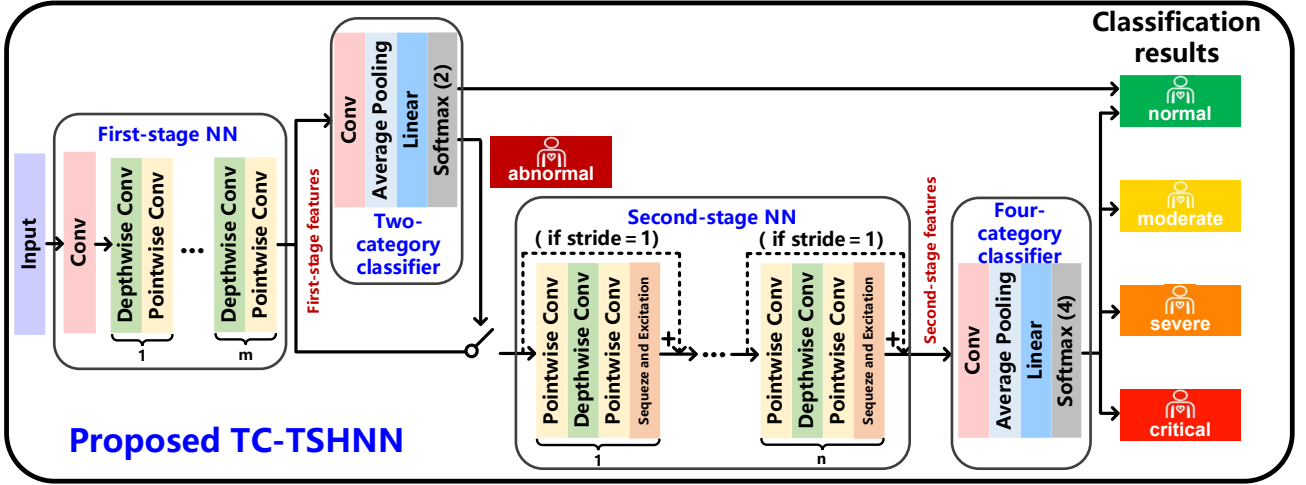 Classification
results
normal
moderate
severe
critical
Input
First-stage NN
Conv
Depthwise Conv
Pointwise Conv
1
...
Depthwise Conv
Pointwise Conv
m
First-stage features
Conv
Average Pooling
Linear
Softmax (2)
Two-
category
classifier
abnormal
Second-stage NN
( if stride = 1)
Pointwise Conv
Depthwise Conv
Pointwise Conv
Sequeze and Excitation
+
1
...
( if stride = 1)
Pointwise Conv
Depthwise Conv
Pointwise Conv
Sequeze and Excitation
+
n
Second-stage features
Four-
category
classifier
Conv
Average Pooling
Linear
Softmax (4)
Proposed TC-TSHNN